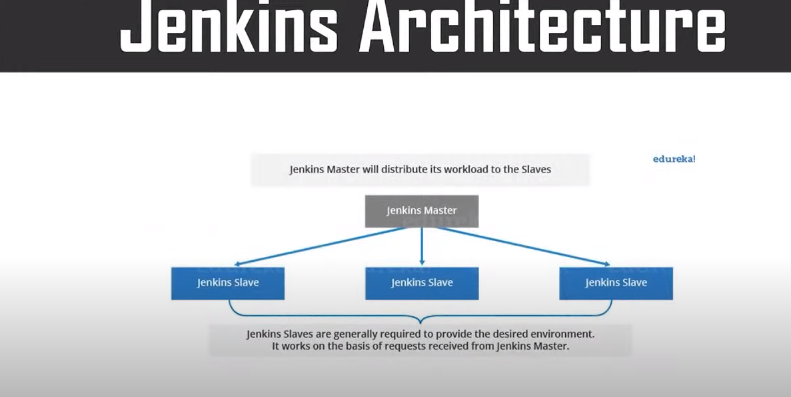 Jenkins Architecture
edureka!
Jenkins Master will distribute its workload to the Slaves
Jenkins Master
Jenkins Slave
Jenkins Slave
Jenkins Slave
Jenkins Slaves are generally required to provide the desired environment.
It works on the basis of requests received from Jenkins Master.